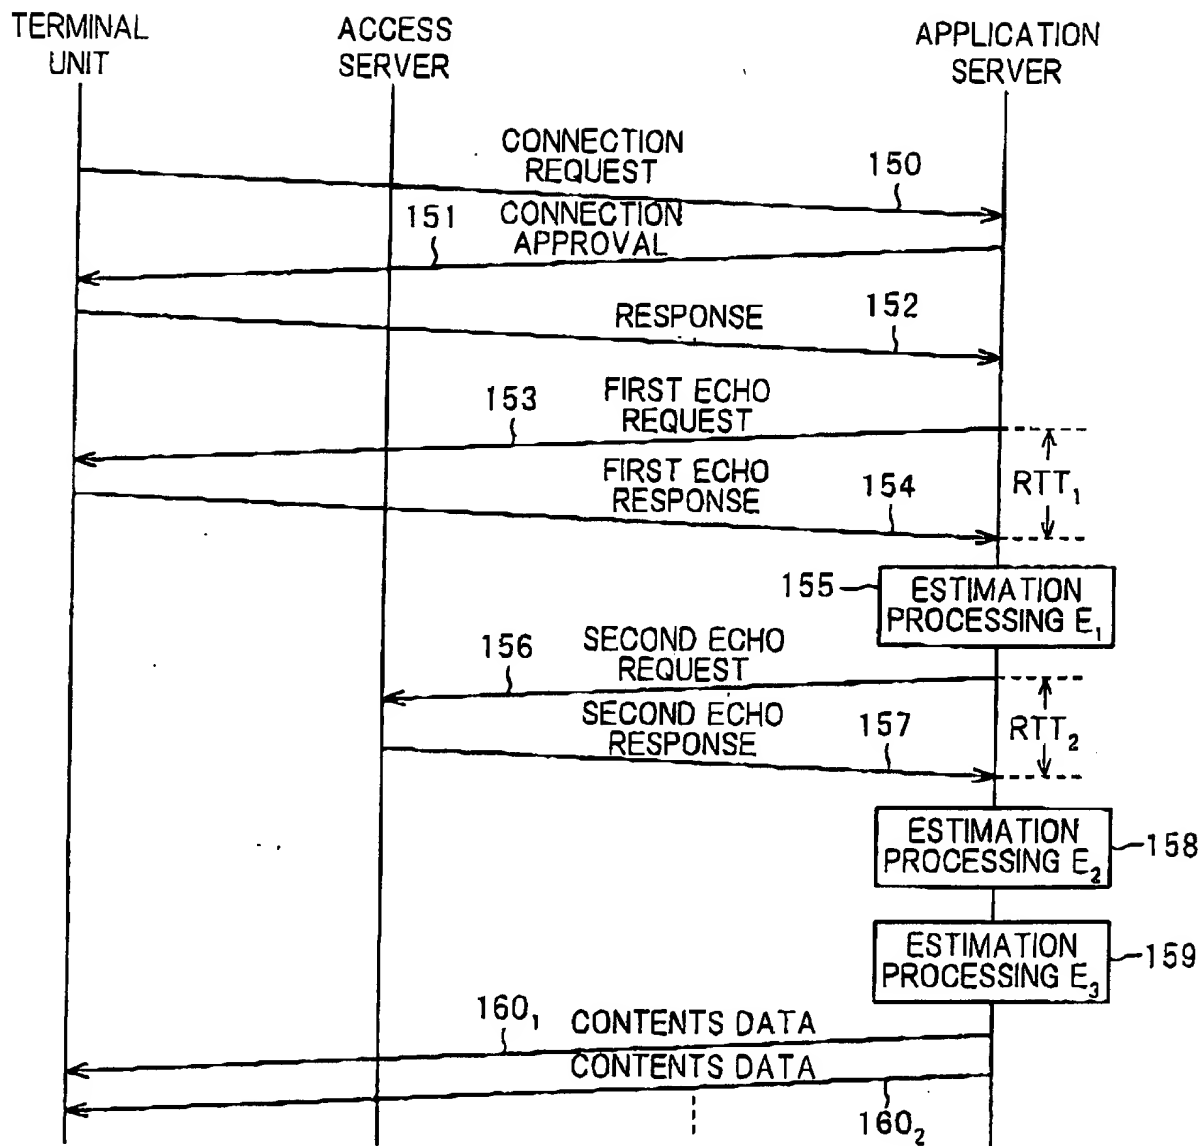 TERMINAL
UNIT
ACCESS
SERVER
APPLICATION
SERVER
CONNECTION
REQUEST
150
151
CONNECTION
APPROVAL
RESPONSE
152
153
FIRST ECHO
REQUEST
FIRST ECHO
RESPONSE
154
RTT₁
155
ESTIMATION
PROCESSING E₁
156
SECOND ECHO
REQUEST
SECOND ECHO
RESPONSE
157
RTT₂
ESTIMATION
PROCESSING E₂
158
ESTIMATION
PROCESSING E₃
159
160₁
CONTENTS DATA
CONTENTS DATA
160₂